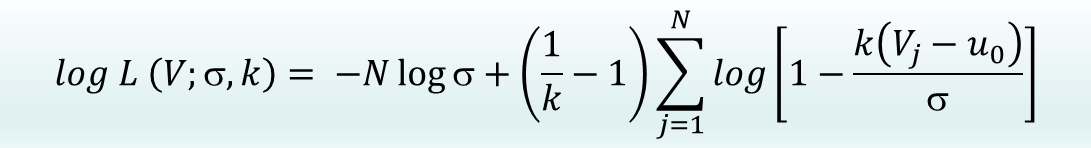 log L (V; σ, k) = −N log σ + (1/k − 1) ∑_{j=1}^{N} log [1 − k(V_j − u_0)/σ]